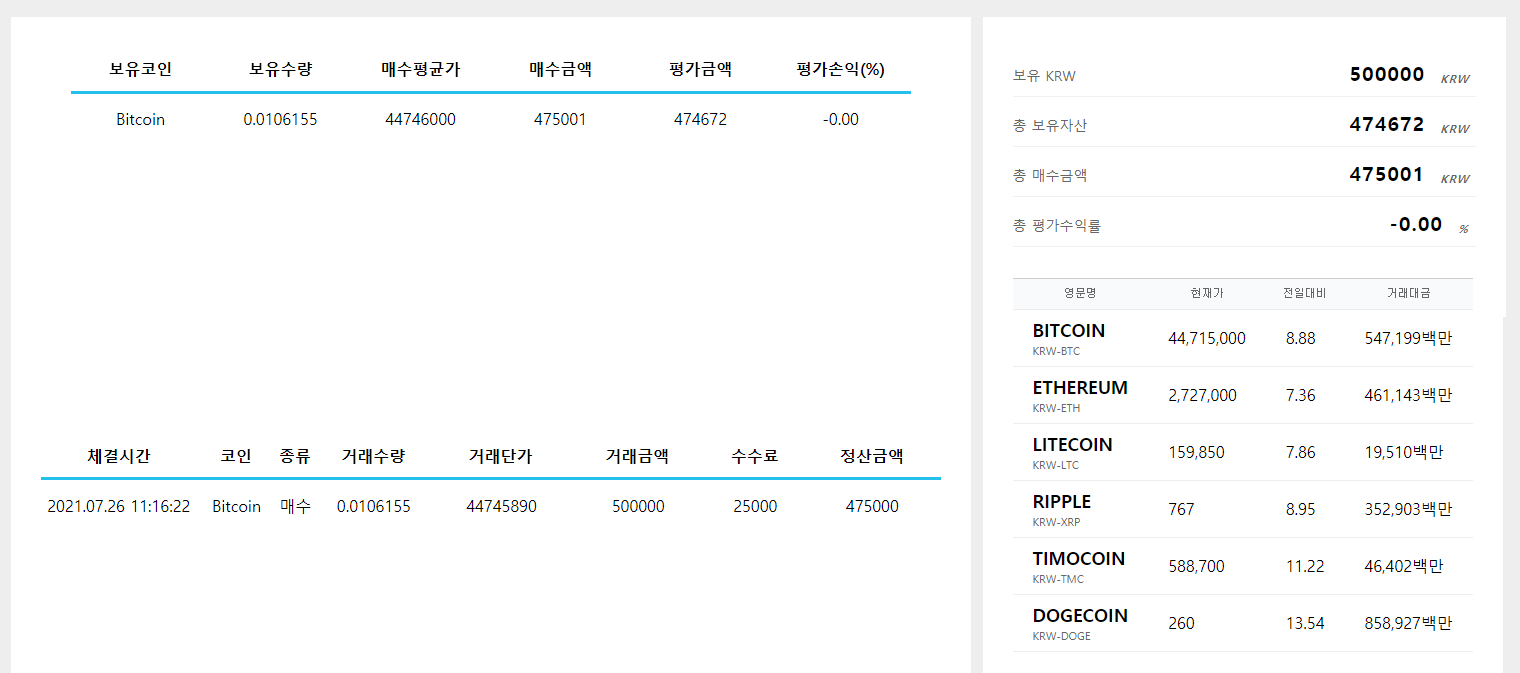 보유코인 보유수량 매수평균가 매수금액 평가금액 평가손익(%)
Bitcoin 0.0106155 44746000 475001 474672 -0.00
체결시간 코인 종류 거래수량 거래단가 거래금액 수수료 정산금액
2021.07.26 11:16:22 Bitcoin 매수 0.0106155 44745890 500000 25000 475000
보유 KRW 500000 KRW
총 보유자산 474672 KRW
총 매수금액 475001 KRW
총 평가수익률 -0.00 %
영문명 현재가 전일대비 거래대금
BITCOIN 44,715,000 8.88 547,199백만
KRW-BTC
ETHEREUM 2,727,000 7.36 461,143백만
KRW-ETH
LITECOIN 159,850 7.86 19,510백만
KRW-LTC
RIPPLE 767 8.95 352,903백만
KRW-XRP
TIMOCOIN 588,700 11.22 46,402백만
KRW-TMC
DOGECOIN 260 13.54 858,927백만
KRW-DOGE